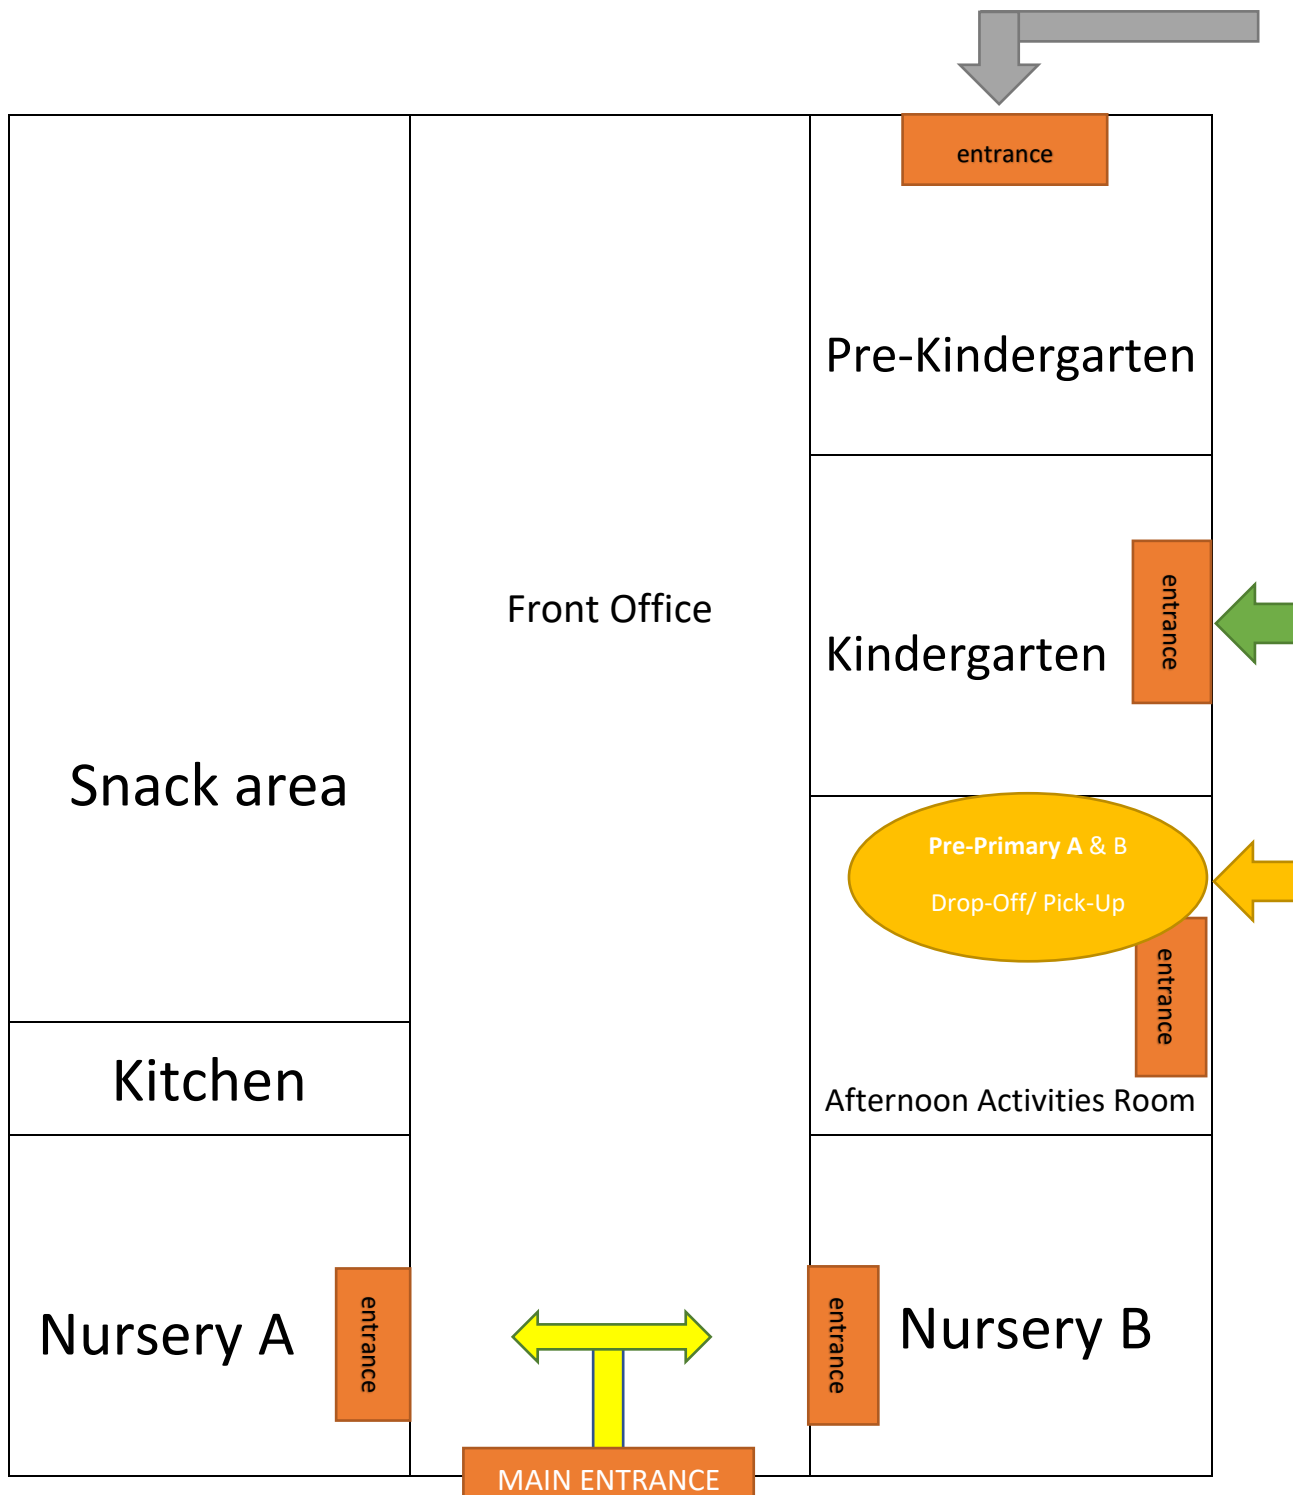 entrance
Pre-Kindergarten
Front Office
entrance
Kindergarten
Snack area
Pre-Primary A & B
Drop-Off/ Pick-Up
entrance
Kitchen
Afternoon Activities Room
Nursery A
entrance
entrance
Nursery B
MAIN ENTRANCE